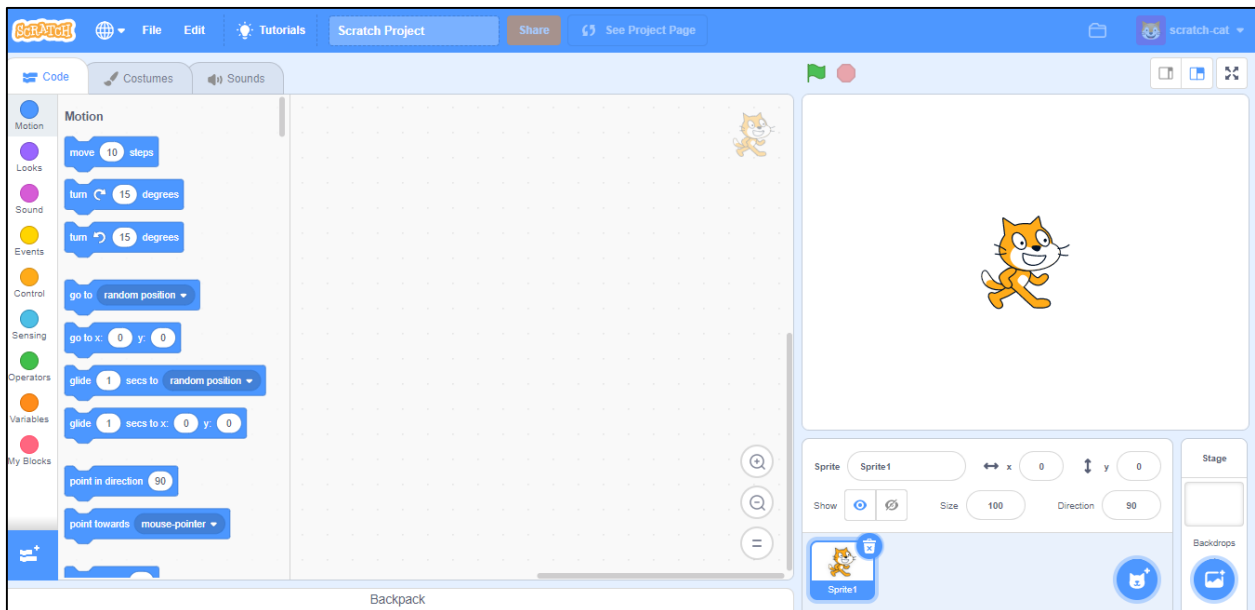 SCRATCH File Edit Tutorials Scratch Project Share See Project Page scratch-cat
Code Costumes Sounds
Motion
Looks
Sound
Events
Control
Sensing
Operators
Variables
My Blocks
Motion
move 10 steps
turn 15 degrees
turn 15 degrees
go to random position
go to x: 0 y: 0
glide 1 secs to random position
glide 1 secs to x: 0 y: 0
point in direction 90
point towards mouse-pointer
Backpack
Sprite Sprite1 x 0 y 0
Show Size 100 Direction 90
Sprite1
Stage
Backdrops